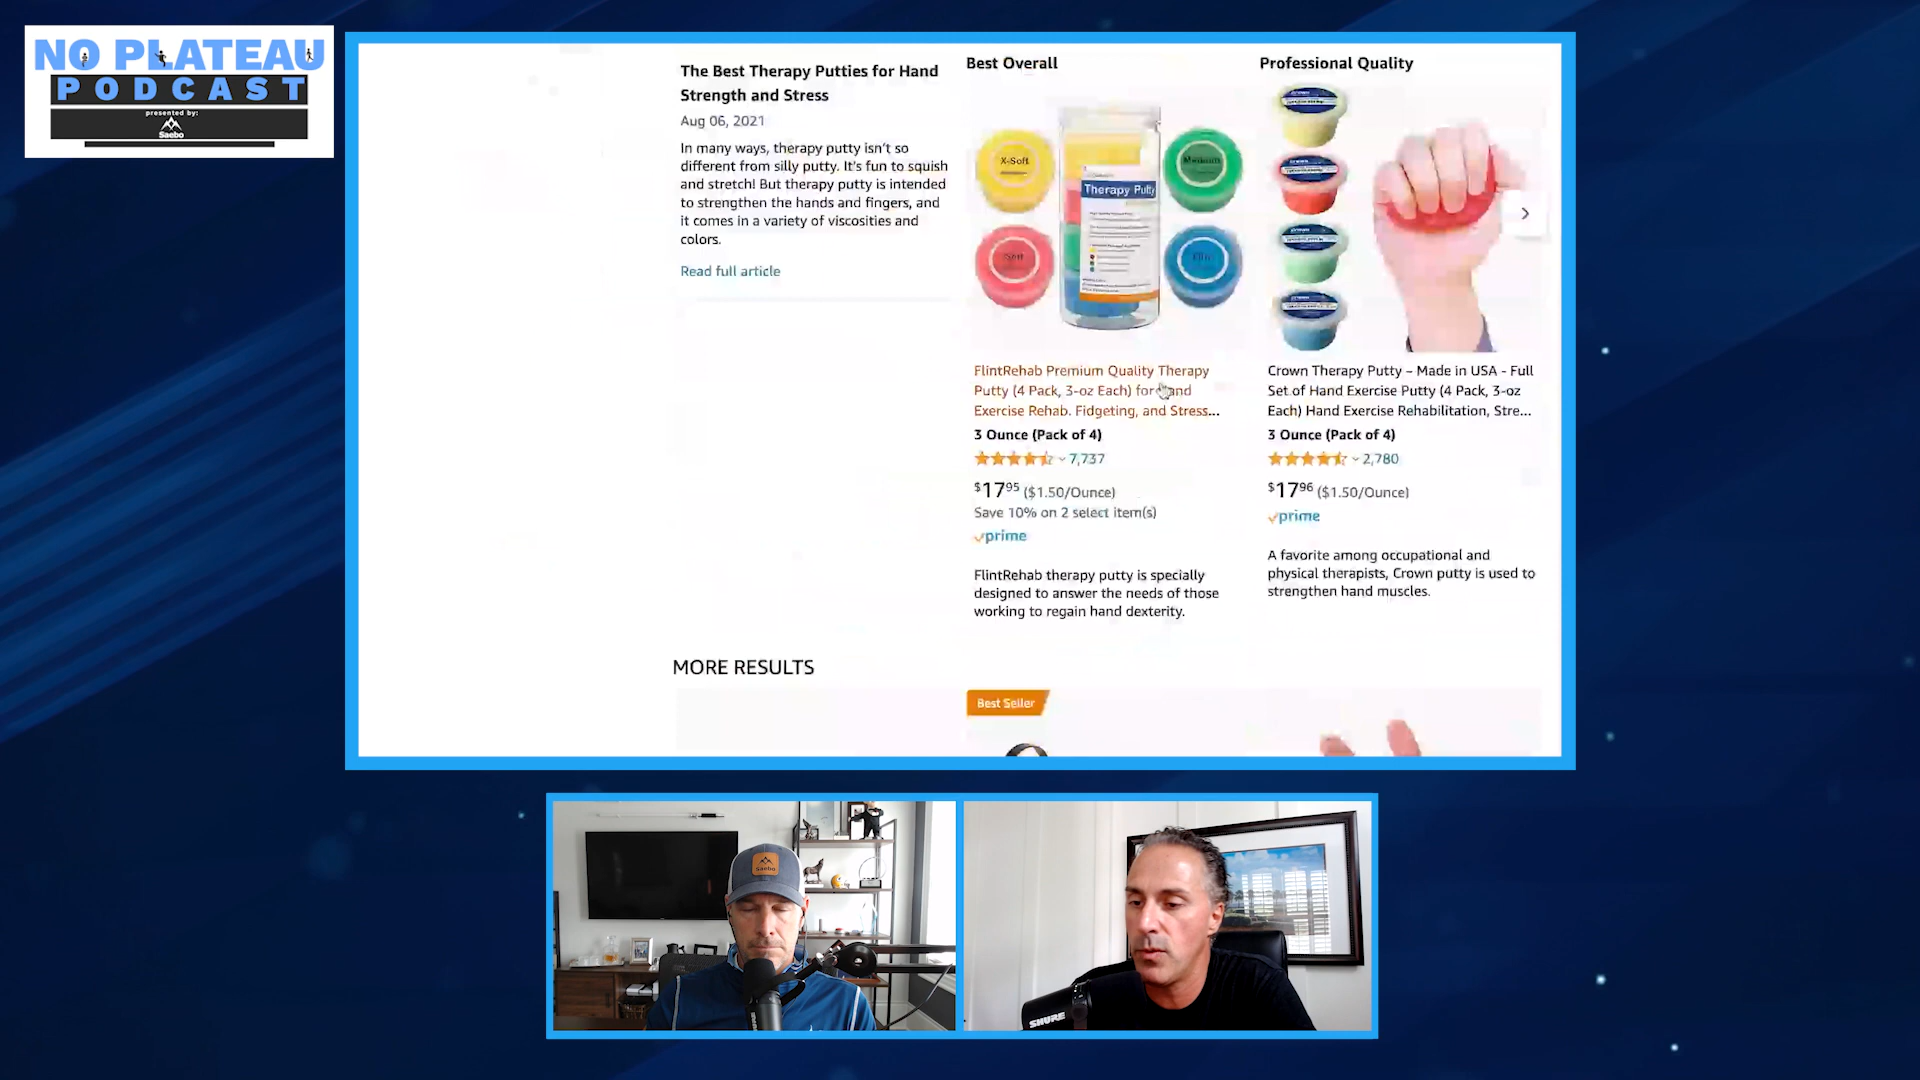 NO PLATEAU
PODCAST
presented by:
Saebo
The Best Therapy Putties for Hand
Strength and Stress
Aug 06, 2021
In many ways, therapy putty isn't so
different from silly putty. It's fun to squish
and stretch! But therapy putty is intended
to strengthen the hands and fingers, and
it comes in a variety of viscosities and
colors.
Read full article
Best Overall
X-Soft
Medium
Therapy Putty
Soft
Firm
FlintRehab Premium Quality Therapy
Putty (4 Pack, 3-oz Each) for Hand
Exercise Rehab. Fidgeting, and Stress...
3 Ounce (Pack of 4)
7,737
$17.95 ($1.50/Ounce)
Save 10% on 2 select item(s)
prime
FlintRehab therapy putty is specially
designed to answer the needs of those
working to regain hand dexterity.
Professional Quality
Crown Therapy Putty – Made in USA - Full
Set of Hand Exercise Putty (4 Pack, 3-oz
Each) Hand Exercise Rehabilitation, Stre...
3 Ounce (Pack of 4)
2,780
$17.96 ($1.50/Ounce)
prime
A favorite among occupational and
physical therapists, Crown putty is used to
strengthen hand muscles.
MORE RESULTS
Best Seller
Saebo
SHURE
SHURE